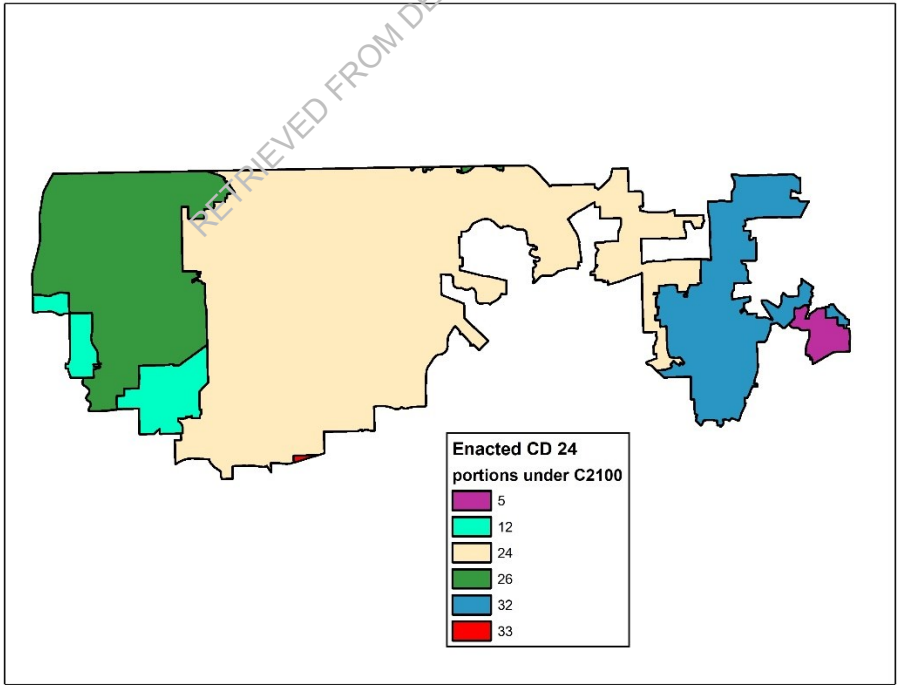 RETRIEVED FROM
Enacted CD 24
portions under C2100
5
12
24
26
32
33